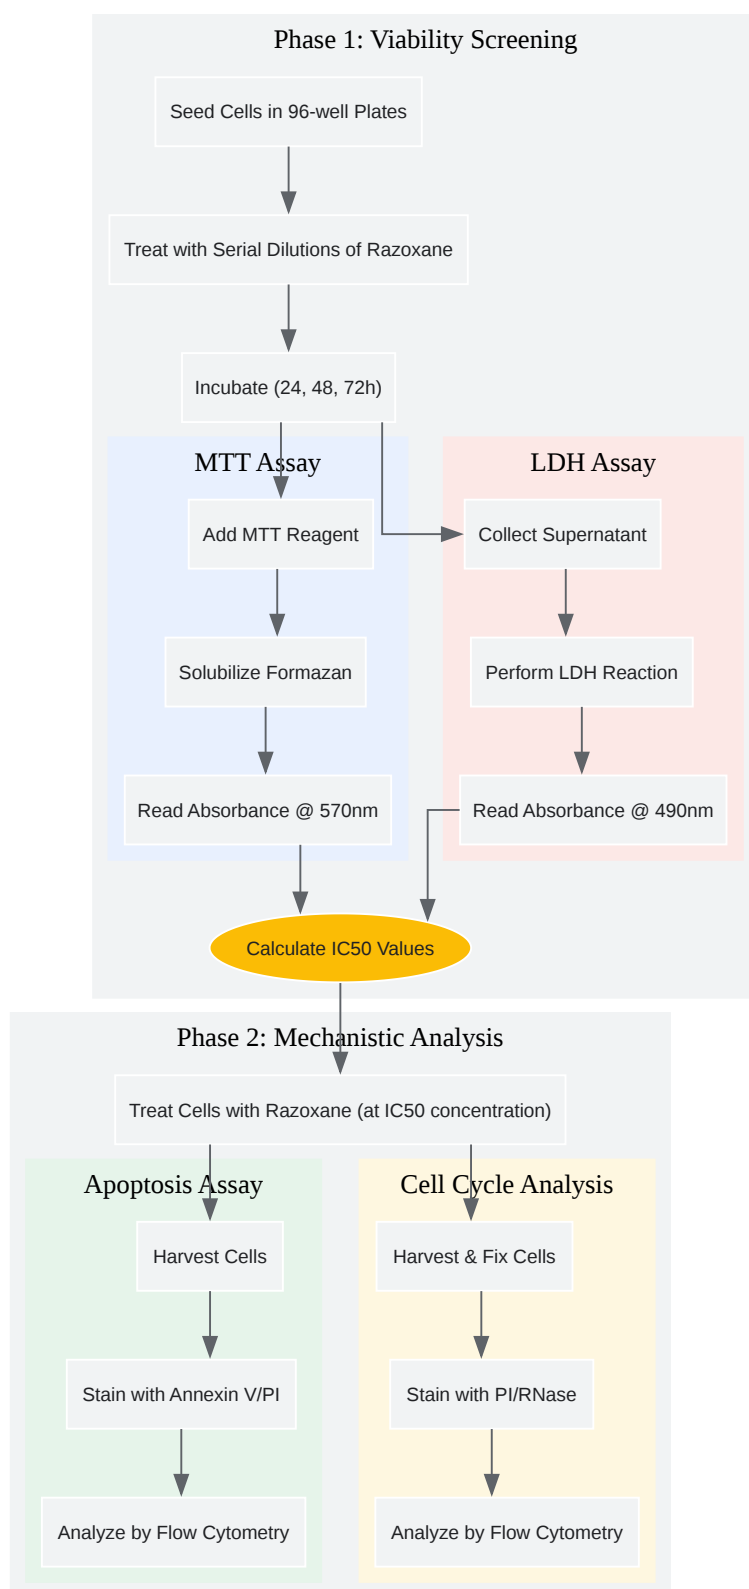 Phase 1: Viability Screening
Seed Cells in 96-well Plates
Treat with Serial Dilutions of Razoxane
Incubate (24, 48, 72h)
MTT Assay
LDH Assay
Add MTT Reagent
Collect Supernatant
Solubilize Formazan
Perform LDH Reaction
Read Absorbance @ 570nm
Read Absorbance @ 490nm
Calculate IC50 Values
Phase 2: Mechanistic Analysis
Treat Cells with Razoxane (at IC50 concentration)
Apoptosis Assay
Cell Cycle Analysis
Harvest Cells
Harvest & Fix Cells
Stain with Annexin V/PI
Stain with PI/RNase
Analyze by Flow Cytometry
Analyze by Flow Cytometry